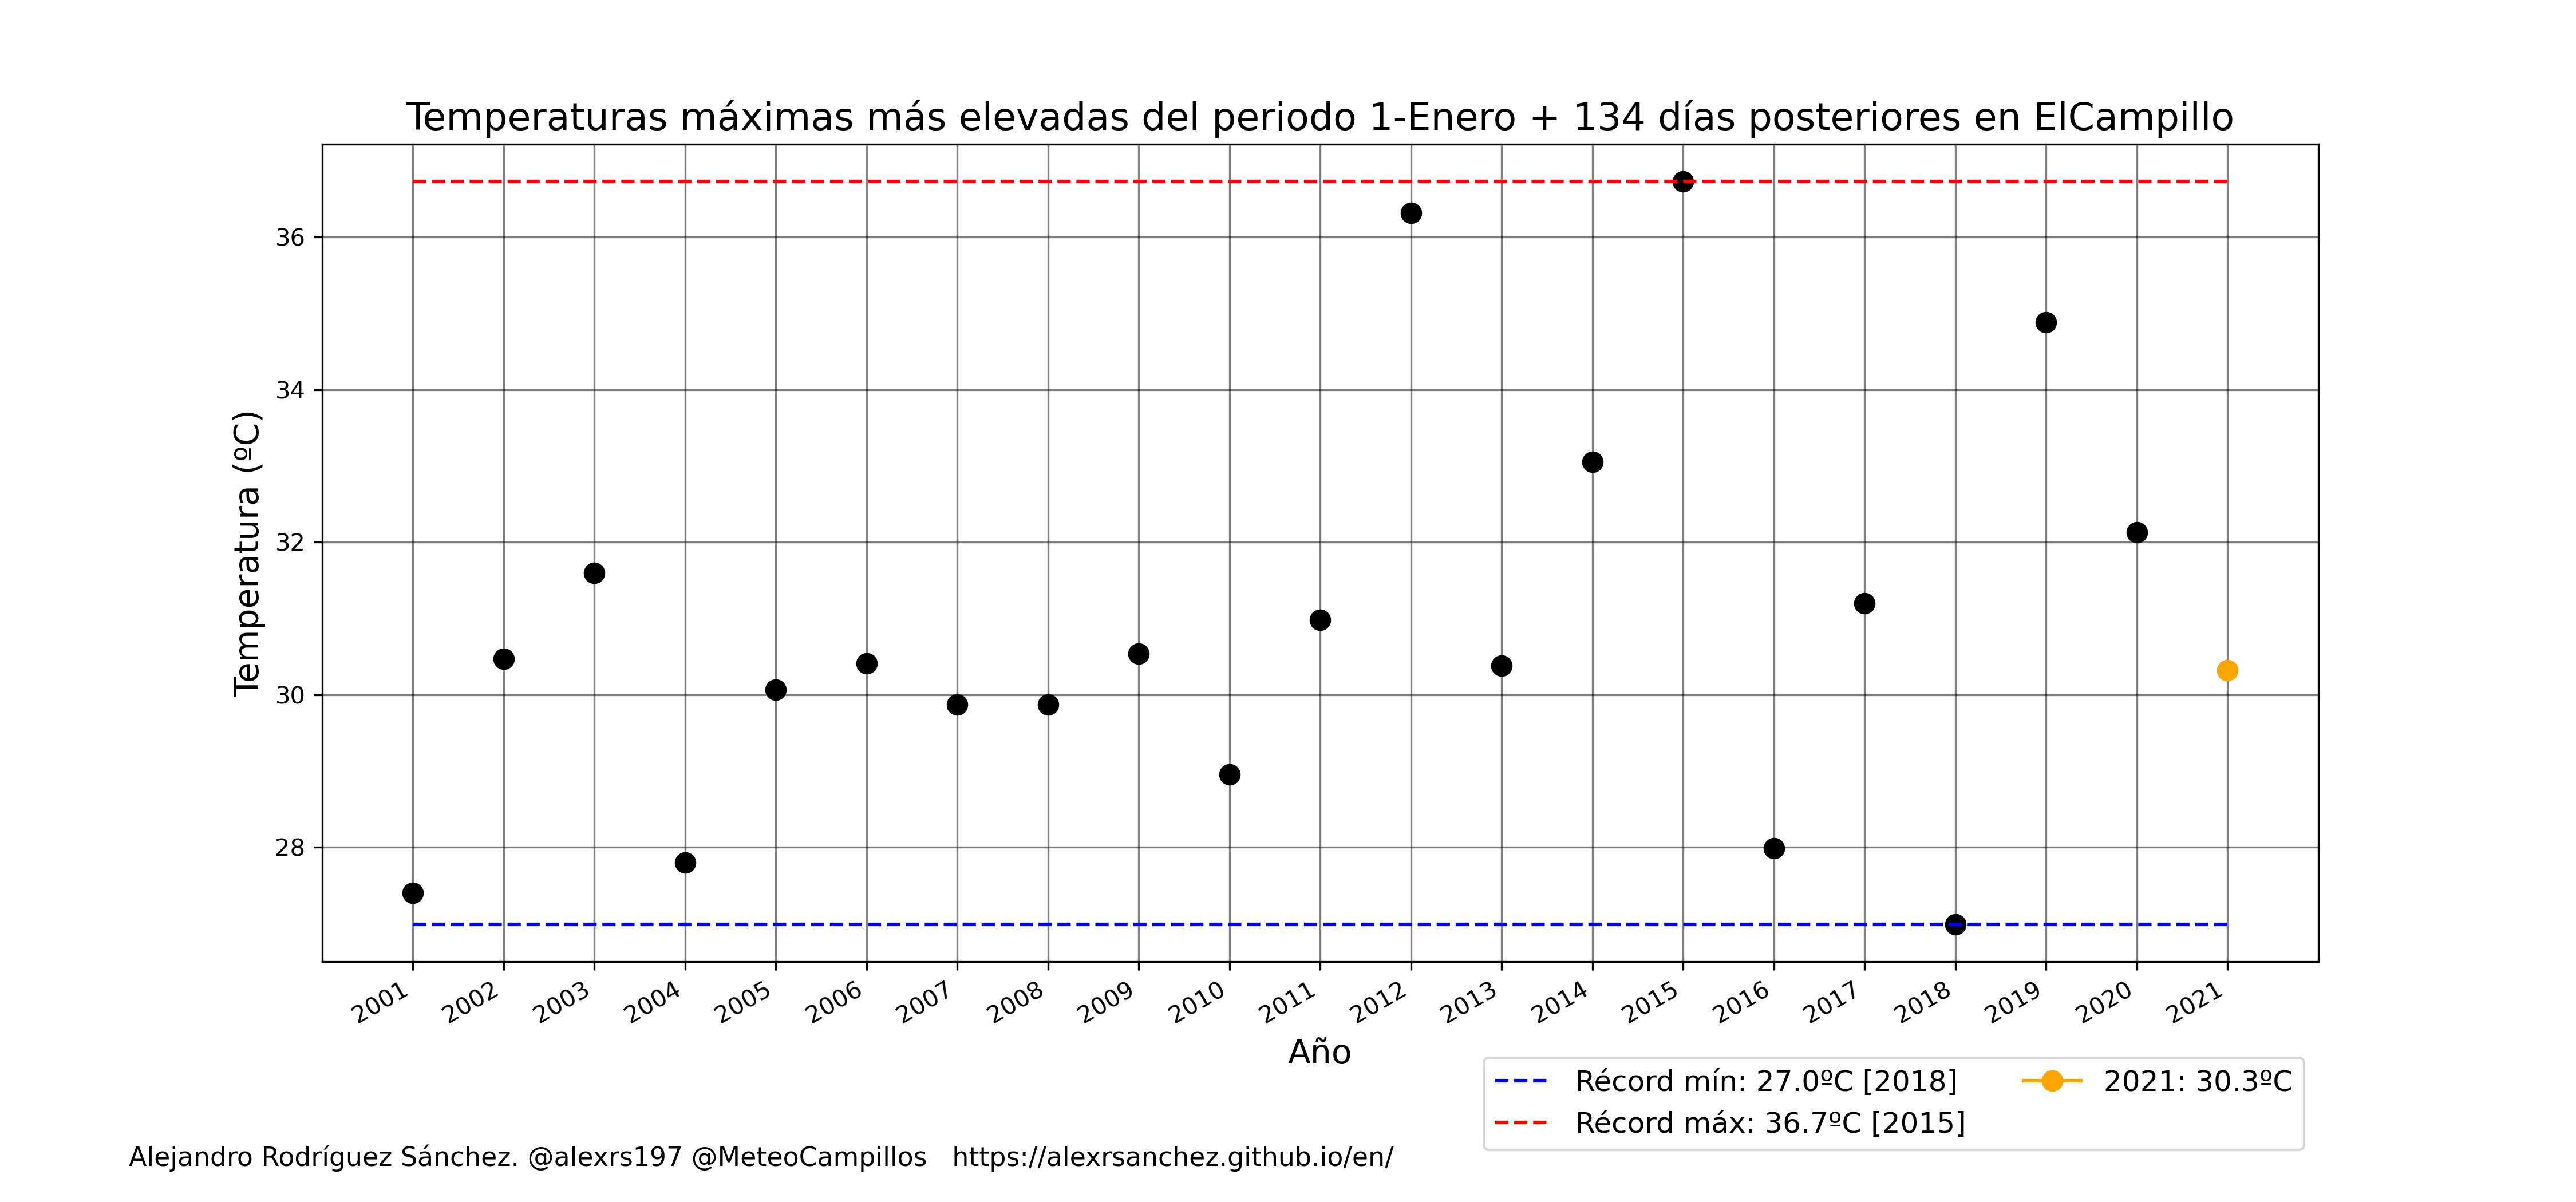 Temperaturas máximas más elevadas del periodo 1-Enero + 134 días posteriores en ElCampillo
Temperatura (ºC)
36
34
32
30
28
2001 2002 2003 2004 2005 2006 2007 2008 2009 2010 2011 2012 2013 2014 2015 2016 2017 2018 2019 2020 2021
Año
Récord mín: 27.0ºC [2018]
Récord máx: 36.7ºC [2015]
2021: 30.3ºC
Alejandro Rodríguez Sánchez. @alexrs197 @MeteoCampillos https://alexrsanchez.github.io/en/